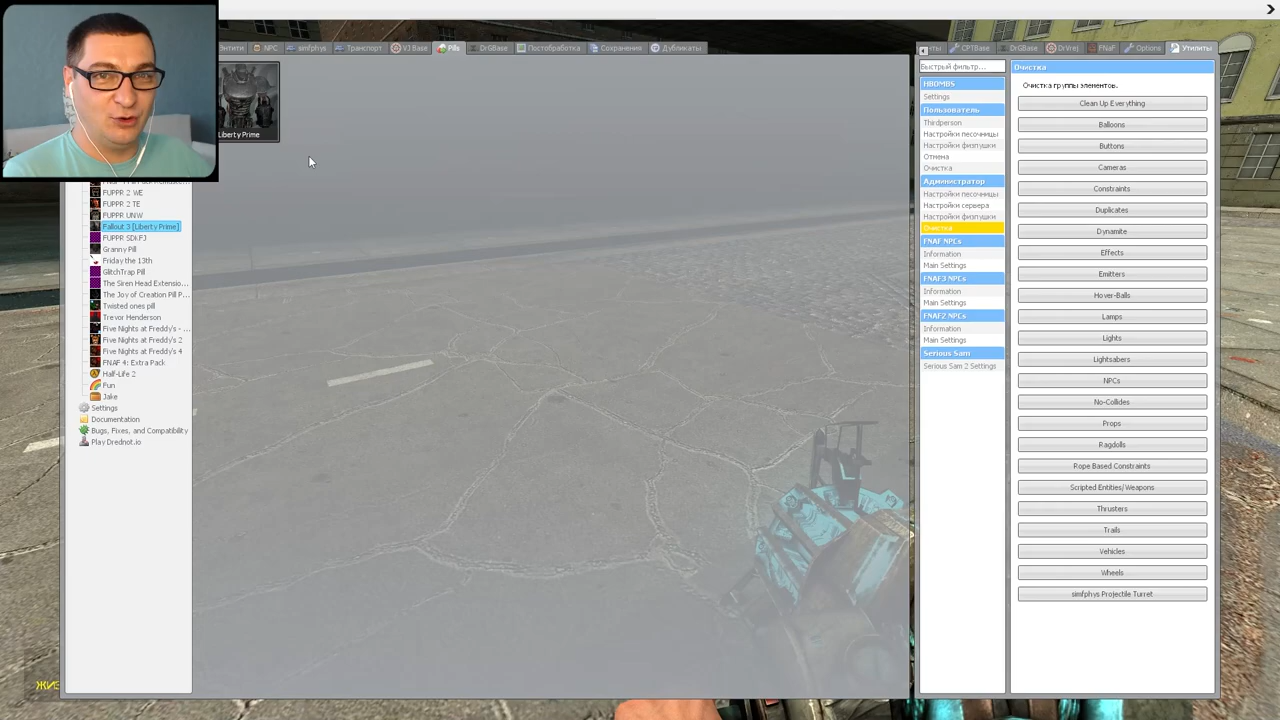 NPC
simfphys
Транспорт
VJ Base
Pills
DrGBase
Постобработка
Сохранения
Дубликаты
CPTBase
DrGBase
DrVrej
FNaF
Options
Утилиты
Liberty Prime
FUPPR 2 WE
FUPPR 2 TE
FUPPR UNW
Fallout 3 [Liberty Prime]
FUPPR SDI:FJ
Granny Pill
Friday the 13th
GlitchTrap Pill
The Siren Head Extensio...
The Joy of Creation Pill P...
Twisted ones pill
Trevor Henderson
Five Nights at Freddy's - ...
Five Nights at Freddy's 2
Five Nights at Freddy's 4
FNAF 4: Extra Pack
Half-Life 2
Fun
Jake
Settings
Documentation
Bugs, Fixes, and Compatibility
Play Drednot.io
Быстрый фильтр...
HBDMBS
Settings
Пользователь
Thirdperson
Настройки песочницы
Настройки физпушки
Отмена
Очистка
Администратор
Настройки песочницы
Настройки сервера
Настройки физпушки
Очистка
FNAF NPCs
Information
Main Settings
FNAF3 NPCs
Information
Main Settings
FNAF2 NPCs
Information
Main Settings
Serious Sam
Serious Sam 2 Settings
Очистка
Очистка группы элементов.
Clean Up Everything
Balloons
Buttons
Cameras
Constraints
Duplicates
Dynamite
Effects
Emitters
Hover-Balls
Lamps
Lights
Lightsabers
NPCs
No-Collides
Props
Ragdolls
Rope Based Constraints
Scripted Entities/Weapons
Thrusters
Trails
Vehicles
Wheels
simfphys Projectile Turret